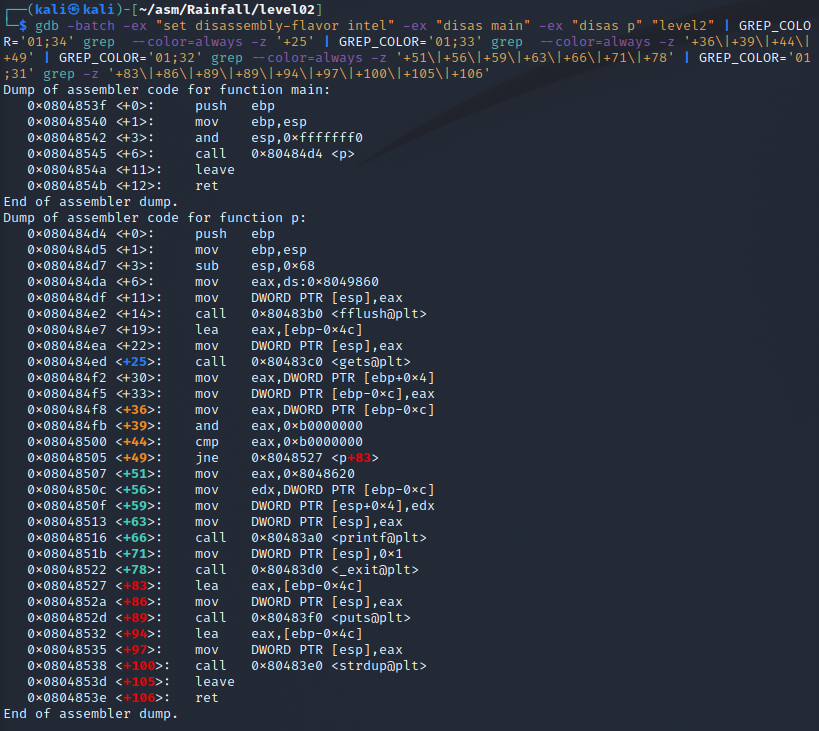 ┌──(kali㉿kali)-[~/asm/Rainfall/level02]
└─$ gdb -batch -ex "set disassembly-flavor intel" -ex "disas main" -ex "disas p" "level2" | GREP_COLO
R='01;34' grep  --color=always -z '+25' | GREP_COLOR='01;33' grep  --color=always -z '+36\|+39\|+44\|
+49' | GREP_COLOR='01;32' grep --color=always -z '+51\|+56\|+59\|+63\|+66\|+71\|+78' | GREP_COLOR='01
;31' grep -z '+83\|+86\|+89\|+89\|+94\|+97\|+100\|+105\|+106'
Dump of assembler code for function main:
   0×0804853f <+0>:     push   ebp
   0×08048540 <+1>:     mov    ebp,esp
   0×08048542 <+3>:     and    esp,0×fffffff0
   0×08048545 <+6>:     call   0×80484d4 <p>
   0×0804854a <+11>:    leave
   0×0804854b <+12>:    ret
End of assembler dump.
Dump of assembler code for function p:
   0×080484d4 <+0>:     push   ebp
   0×080484d5 <+1>:     mov    ebp,esp
   0×080484d7 <+3>:     sub    esp,0×68
   0×080484da <+6>:     mov    eax,ds:0×8049860
   0×080484df <+11>:    mov    DWORD PTR [esp],eax
   0×080484e2 <+14>:    call   0×80483b0 <fflush@plt>
   0×080484e7 <+19>:    lea    eax,[ebp-0×4c]
   0×080484ea <+22>:    mov    DWORD PTR [esp],eax
   0×080484ed <+25>:    call   0×80483c0 <gets@plt>
   0×080484f2 <+30>:    mov    eax,DWORD PTR [ebp+0×4]
   0×080484f5 <+33>:    mov    DWORD PTR [ebp-0×c],eax
   0×080484f8 <+36>:    mov    eax,DWORD PTR [ebp-0×c]
   0×080484fb <+39>:    and    eax,0×b0000000
   0×08048500 <+44>:    cmp    eax,0×b0000000
   0×08048505 <+49>:    jne    0×8048527 <p+83>
   0×08048507 <+51>:    mov    eax,0×8048620
   0×0804850c <+56>:    mov    edx,DWORD PTR [ebp-0×c]
   0×0804850f <+59>:    mov    DWORD PTR [esp+0×4],edx
   0×08048513 <+63>:    mov    DWORD PTR [esp],eax
   0×08048516 <+66>:    call   0×80483a0 <printf@plt>
   0×0804851b <+71>:    mov    DWORD PTR [esp],0×1
   0×08048522 <+78>:    call   0×80483d0 <_exit@plt>
   0×08048527 <+83>:    lea    eax,[ebp-0×4c]
   0×0804852a <+86>:    mov    DWORD PTR [esp],eax
   0×0804852d <+89>:    call   0×80483f0 <puts@plt>
   0×08048532 <+94>:    lea    eax,[ebp-0×4c]
   0×08048535 <+97>:    mov    DWORD PTR [esp],eax
   0×08048538 <+100>:   call   0×80483e0 <strdup@plt>
   0×0804853d <+105>:   leave
   0×0804853e <+106>:   ret
End of assembler dump.